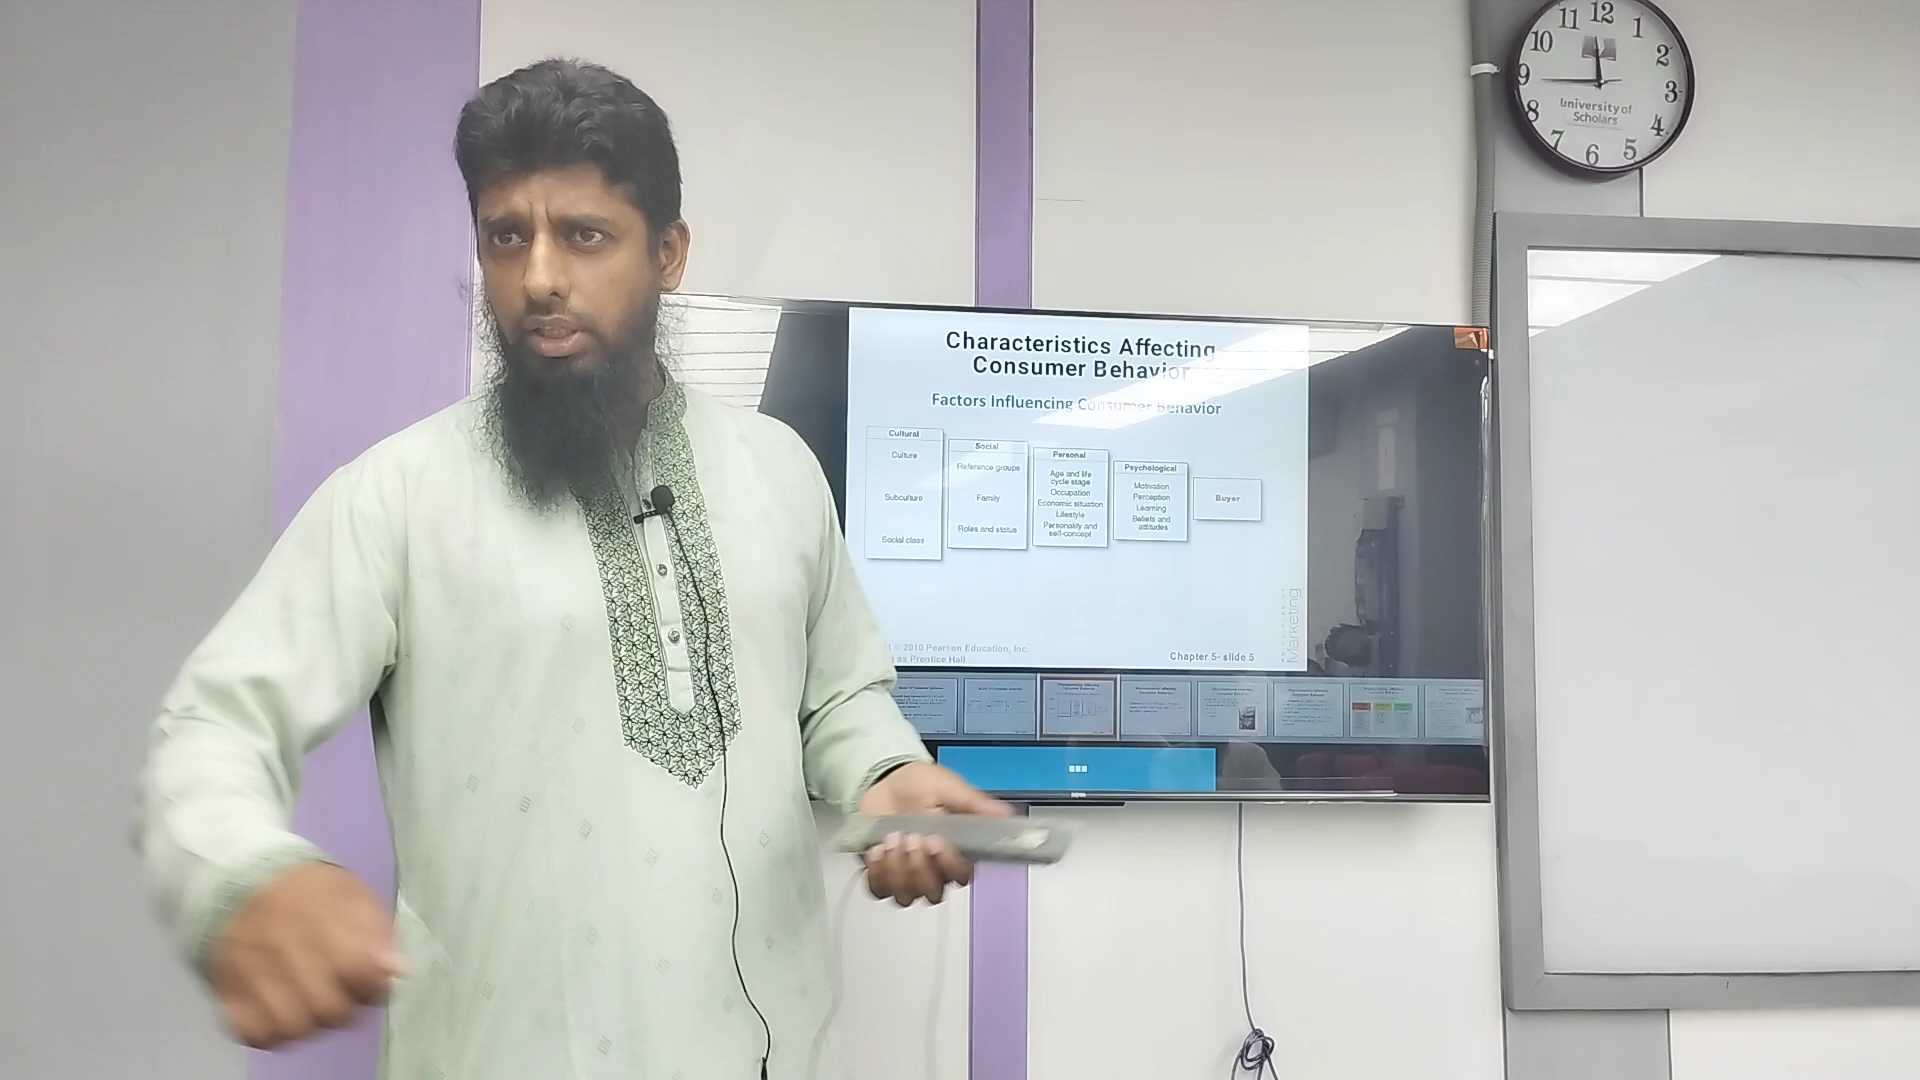 11 12 1
10 2
9 3
8 4
7 6 5
University of
Scholars
Characteristics Affecting
Consumer Behavior
Factors Influencing Consumer Behavior
Cultural
Culture
Subculture
Social class
Social
Reference groups
Family
Roles and status
Personal
Age and life
cycle stage
Occupation
Economic situation
Lifestyle
Personality and
self-concept
Psychological
Motivation
Perception
Learning
Beliefs and
attitudes
Buyer
© 2010 Pearson Education, Inc.
as Prentice Hall
Chapter 5- slide 5
Marketing